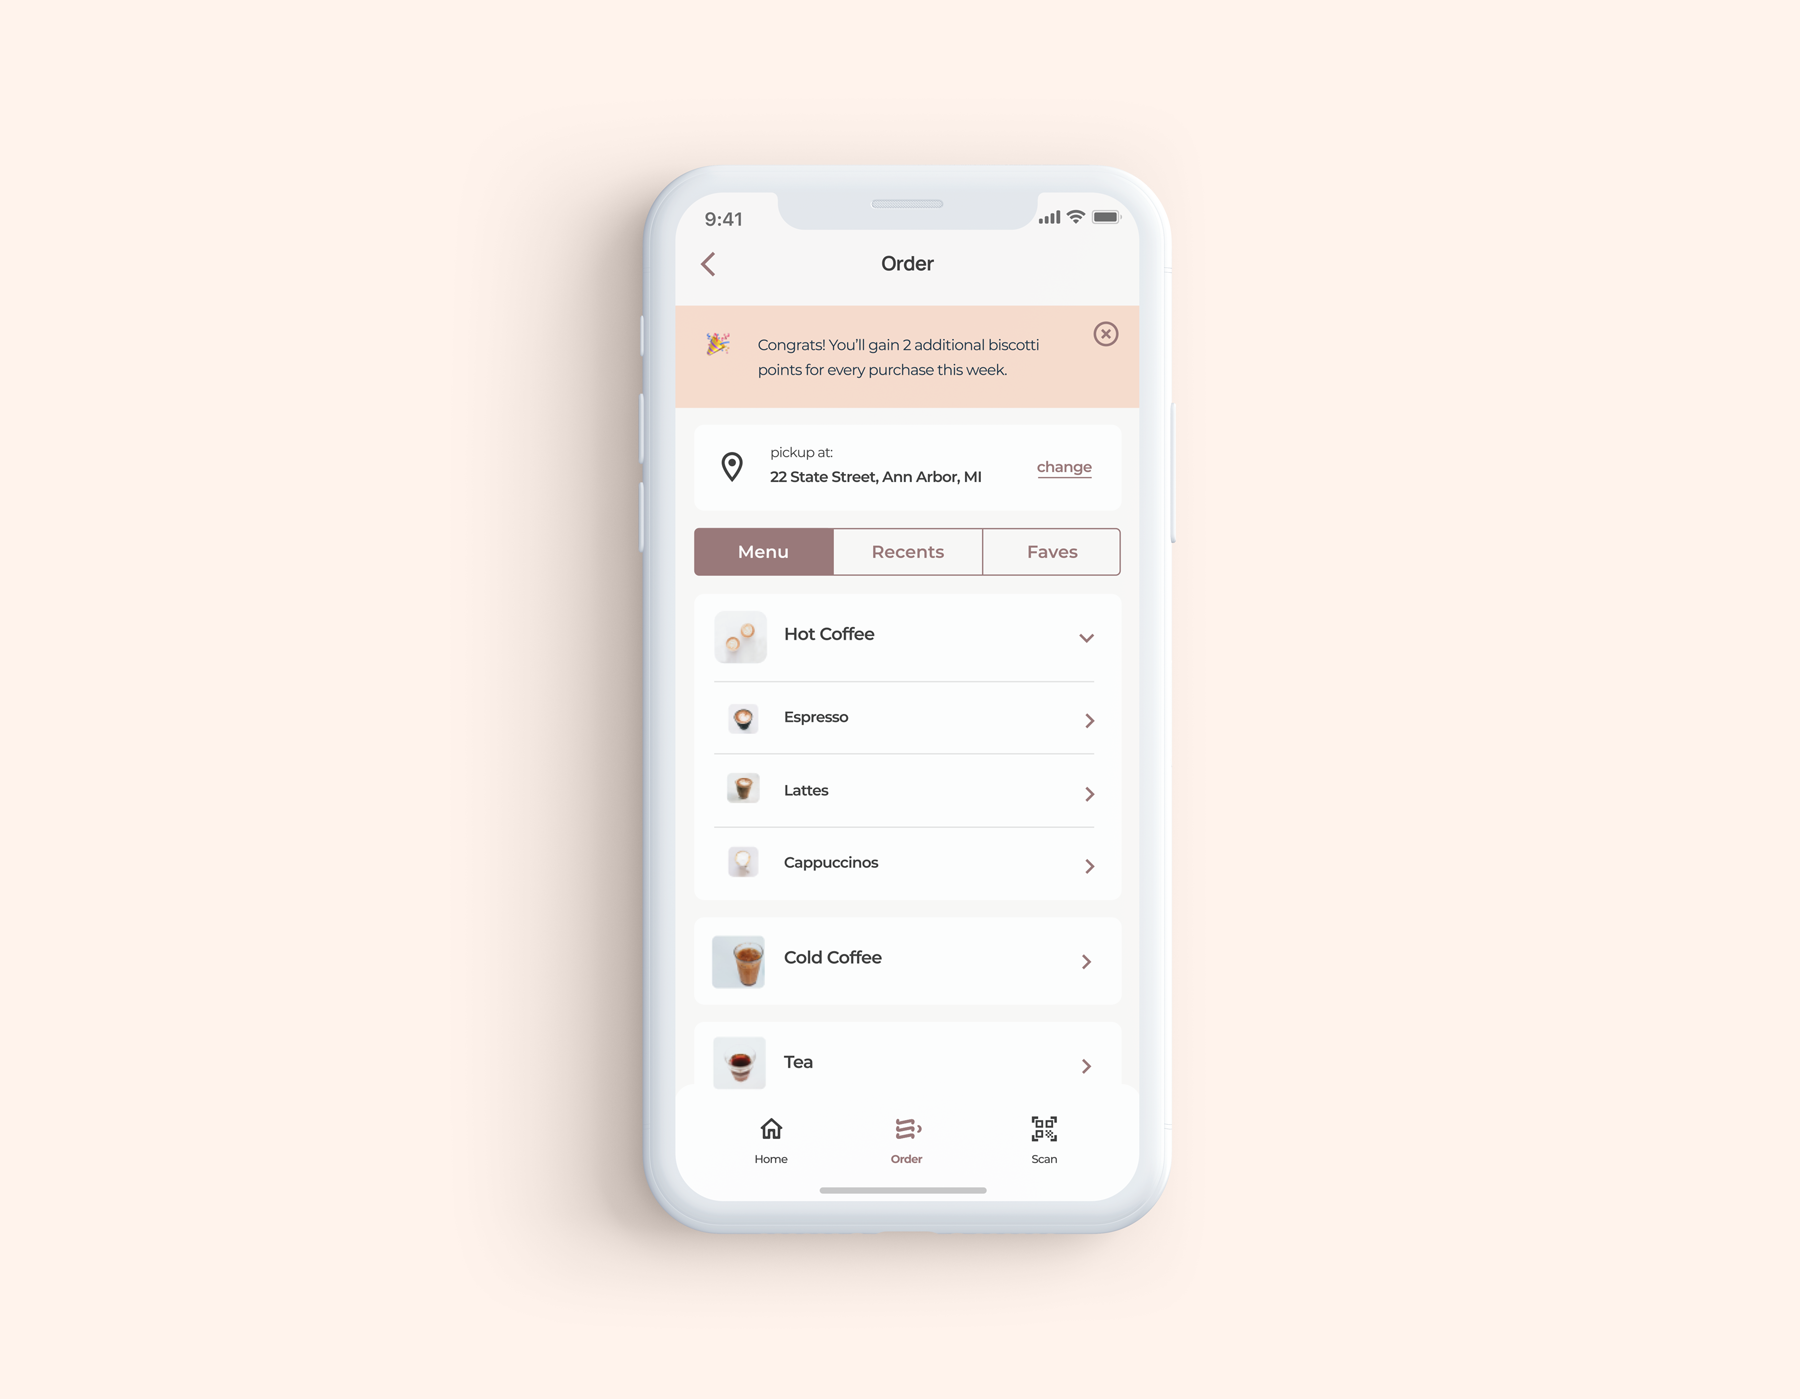 9:41
Order
Congrats! You'll gain 2 additional biscotti
points for every purchase this week.
pickup at:
22 State Street, Ann Arbor, MI
change
Menu
Recents
Faves
Hot Coffee
Espresso
Lattes
Cappuccinos
Cold Coffee
Tea
Home
Order
Scan